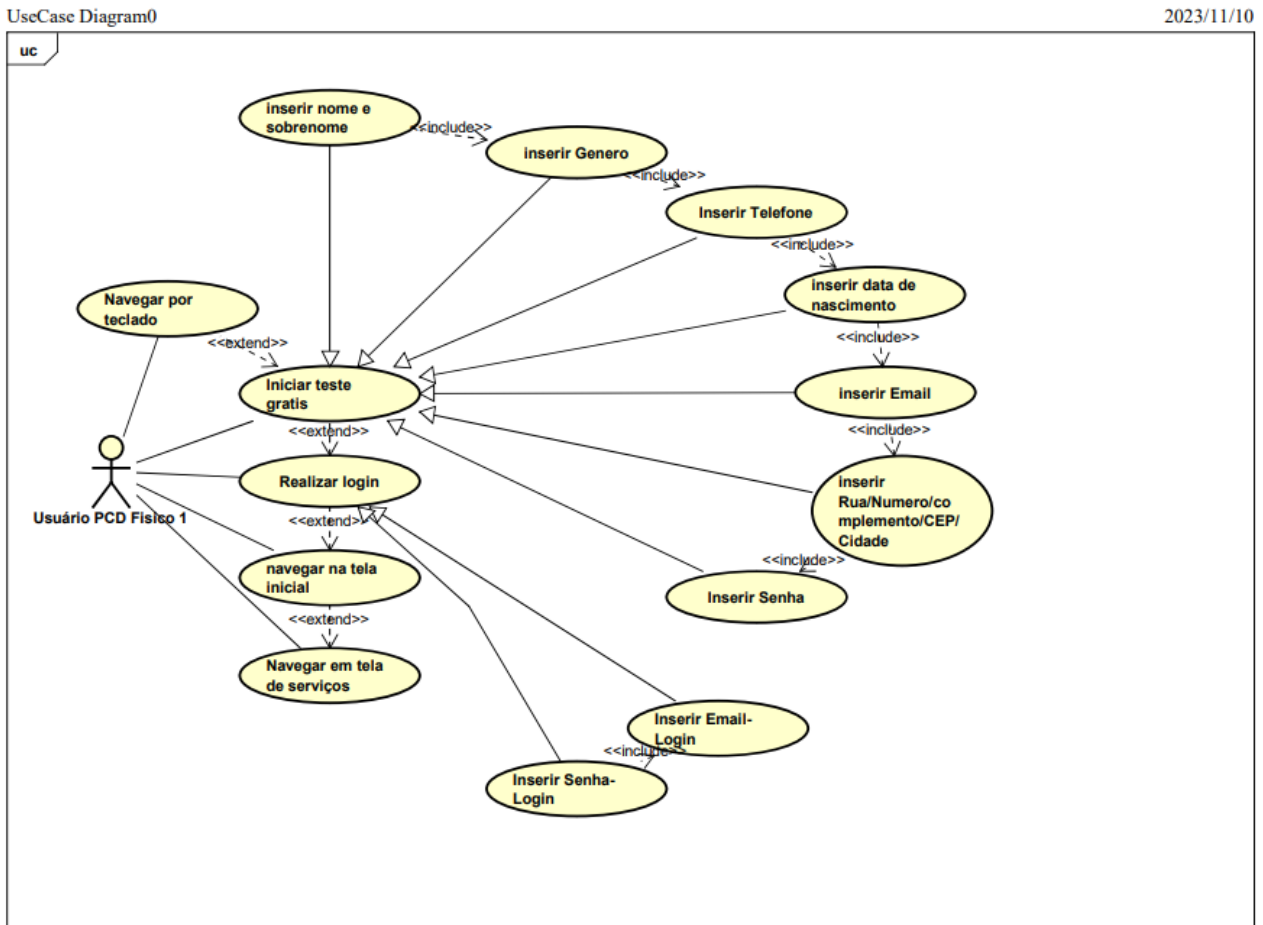 UseCase Diagram0
2023/11/10
uc
inserir nome e
sobrenome
<<include>>
inserir Genero
<<include>>
Inserir Telefone
<<include>>
inserir data de
nascimento
Navegar por
teclado
<<extend>>
<<include>>
Iniciar teste
gratis
inserir Email
<<extend>>
<<include>>
Realizar login
inserir
Rua/Numero/co
mplemento/CEP/
Cidade
Usuário PCD Fisico 1
<<extend>>
<<include>>
navegar na tela
inicial
Inserir Senha
<<extend>>
Navegar em tela
de serviços
Inserir Email-
Login
<<include>>
Inserir Senha-
Login